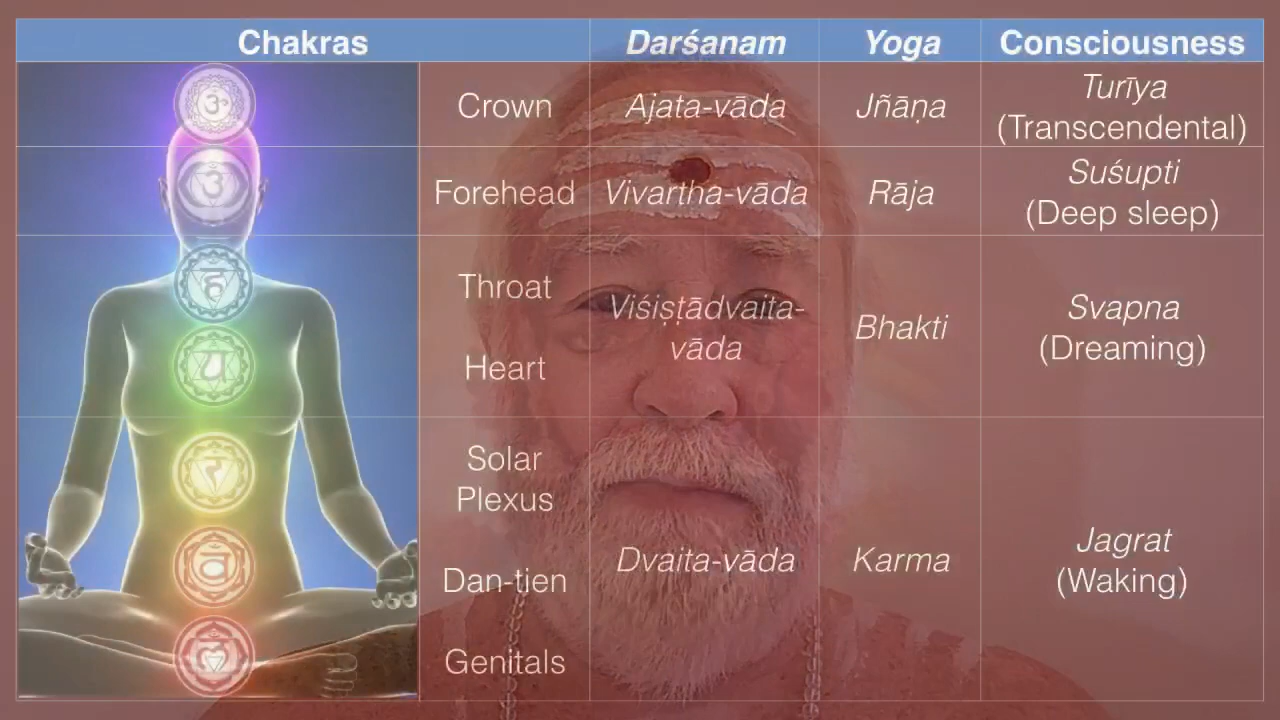 Chakras Darśanam Yoga Consciousness
Crown Ajata-vāda Jñāṇa Turīya
(Transcendental)
Forehead Vivartha-vāda Rāja Suśupti
(Deep sleep)
Throat
Heart
Viśiṣṭādvaita-
vāda
Bhakti
Svapna
(Dreaming)
Solar
Plexus
Dan-tien
Genitals
Dvaita-vāda
Karma
Jagrat
(Waking)
ॐ
ॐ
हं
यं
रं
वं
लं